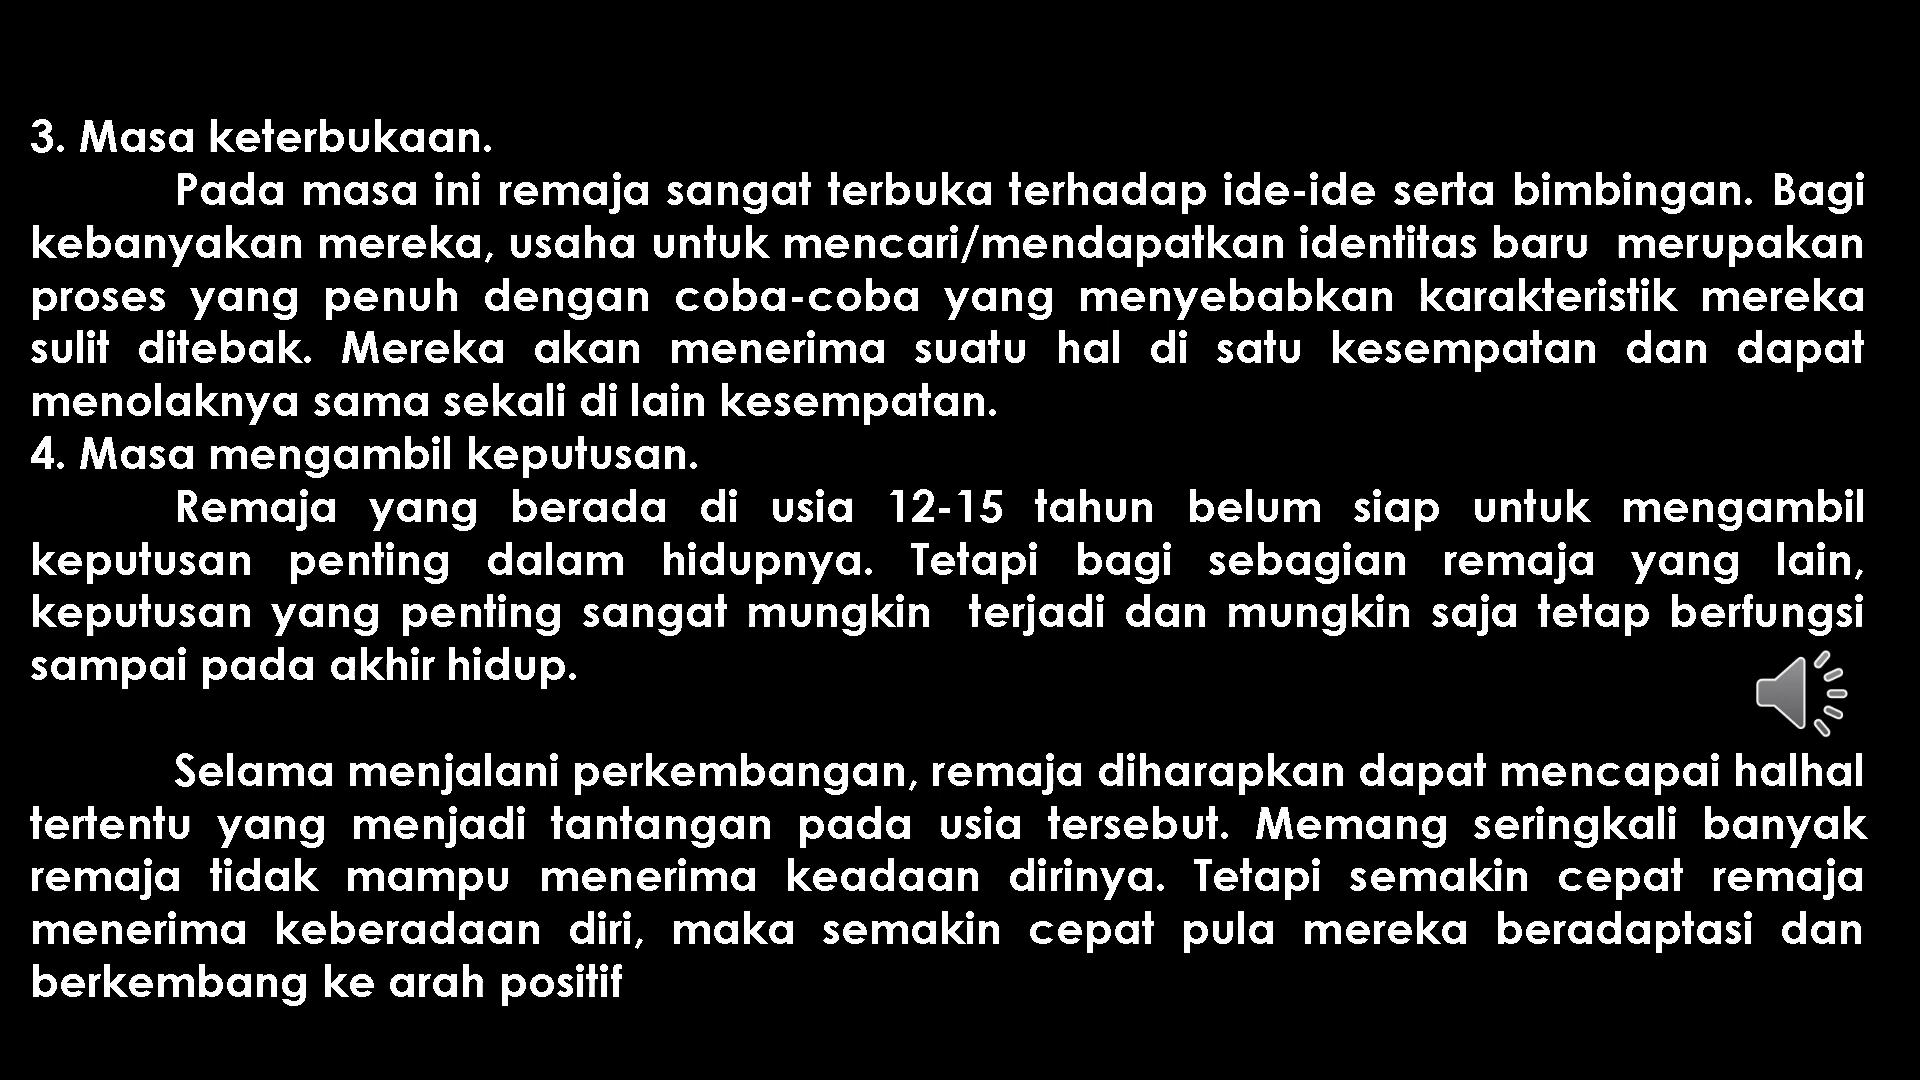 3. Masa keterbukaan.
Pada masa ini remaja sangat terbuka terhadap ide-ide serta bimbingan. Bagi
kebanyakan mereka, usaha untuk mencari/mendapatkan identitas baru  merupakan
proses yang penuh dengan coba-coba yang menyebabkan karakteristik mereka
sulit ditebak. Mereka akan menerima suatu hal di satu kesempatan dan dapat
menolaknya sama sekali di lain kesempatan.
4. Masa mengambil keputusan.
Remaja yang berada di usia 12-15 tahun belum siap untuk mengambil
keputusan penting dalam hidupnya. Tetapi bagi sebagian remaja yang lain,
keputusan yang penting sangat mungkin  terjadi dan mungkin saja tetap berfungsi
sampai pada akhir hidup.
Selama menjalani perkembangan, remaja diharapkan dapat mencapai halhal
tertentu yang menjadi tantangan pada usia tersebut. Memang seringkali banyak
remaja tidak mampu menerima keadaan dirinya. Tetapi semakin cepat remaja
menerima keberadaan diri, maka semakin cepat pula mereka beradaptasi dan
berkembang ke arah positif